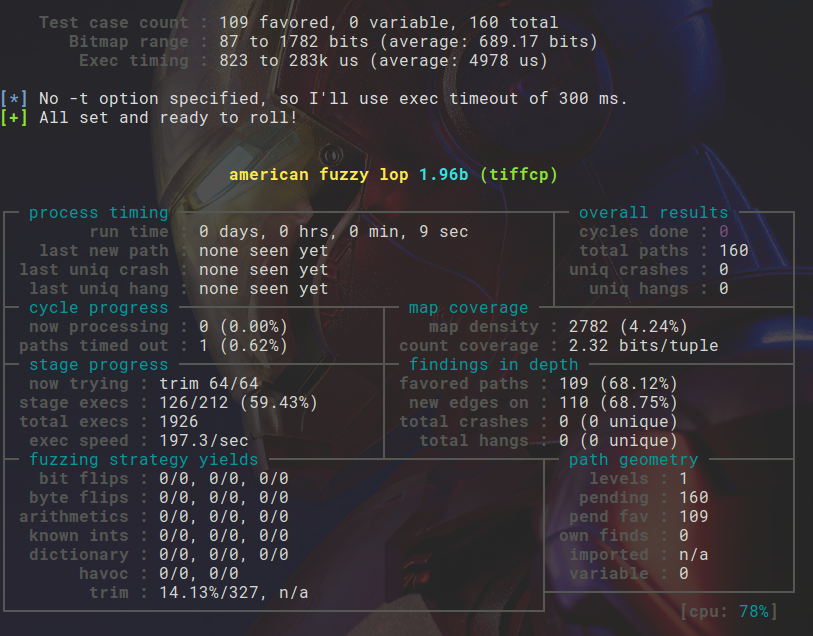 Test case count : 109 favored, 0 variable, 160 total
Bitmap range : 87 to 1782 bits (average: 689.17 bits)
Exec timing : 823 to 283k us (average: 4978 us)
[*] No -t option specified, so I'll use exec timeout of 300 ms.
[+] All set and ready to roll!
american fuzzy lop 1.96b (tiffcp)
process timing overall results
run time : 0 days, 0 hrs, 0 min, 9 sec cycles done : 0
last new path : none seen yet total paths : 160
last uniq crash : none seen yet uniq crashes : 0
last uniq hang : none seen yet uniq hangs : 0
cycle progress map coverage
now processing : 0 (0.00%) map density : 2782 (4.24%)
paths timed out : 1 (0.62%) count coverage : 2.32 bits/tuple
stage progress findings in depth
now trying : trim 64/64 favored paths : 109 (68.12%)
stage execs : 126/212 (59.43%) new edges on : 110 (68.75%)
total execs : 1926 total crashes : 0 (0 unique)
exec speed : 197.3/sec total hangs : 0 (0 unique)
fuzzing strategy yields path geometry
bit flips : 0/0, 0/0, 0/0 levels : 1
byte flips : 0/0, 0/0, 0/0 pending : 160
arithmetics : 0/0, 0/0, 0/0 pend fav : 109
known ints : 0/0, 0/0, 0/0 own finds : 0
dictionary : 0/0, 0/0, 0/0 imported : n/a
havoc : 0/0, 0/0 variable : 0
trim : 14.13%/327, n/a
[cpu: 78%]